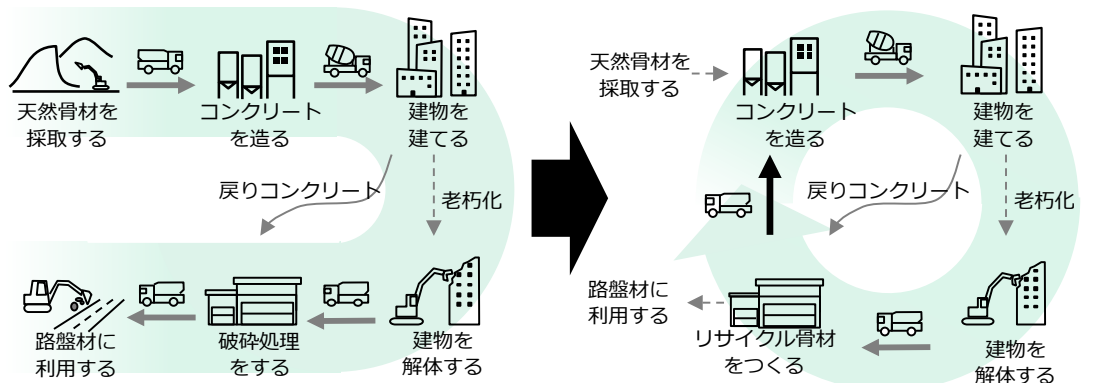 天然骨材を
採取する
コンクリート
を造る
建物を
建てる
戻りコンクリート
老朽化
路盤材に
利用する
破砕処理
をする
建物を
解体する
天然骨材を
採取する
コンクリート
を造る
建物を
建てる
戻りコンクリート
老朽化
路盤材に
利用する
リサイクル骨材
をつくる
建物を
解体する